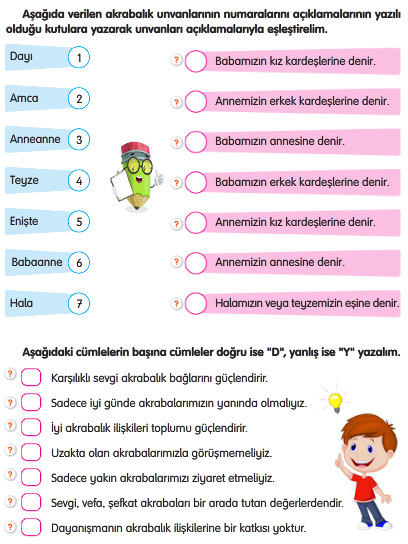 Aşağıda verilen akrabalık unvanlarının numaralarını açıklamalarının yazılı
olduğu kutulara yazarak unvanları açıklamalarıyla eşleştirelim.
Dayı 1 ? Babamızın kız kardeşlerine denir.
Amca 2 ? Annemizin erkek kardeşlerine denir.
Anneanne 3 ? Babamızın annesine denir.
Teyze 4 ? Babamızın erkek kardeşlerine denir.
Enişte 5 ? Annemizin kız kardeşlerine denir.
Babaanne 6 ? Annemizin annesine denir.
Hala 7 ? Halamızın veya teyzemizin eşine denir.
Aşağıdaki cümlelerin başına cümleler doğru ise "D", yanlış ise "Y" yazalım.
? Karşılıklı sevgi akrabalık bağlarını güçlendirir.
? Sadece iyi günde akrabalarımızın yanında olmalıyız.
? İyi akrabalık ilişkileri toplumu güçlendirir.
? Uzakta olan akrabalarımızla görüşmemeliyiz.
? Sadece yakın akrabalarımızı ziyaret etmeliyiz.
? Sevgi, vefa, şefkat akrabaları bir arada tutan değerlerdendir.
? Dayanışmanın akrabalık ilişkilerine bir katkısı yoktur.